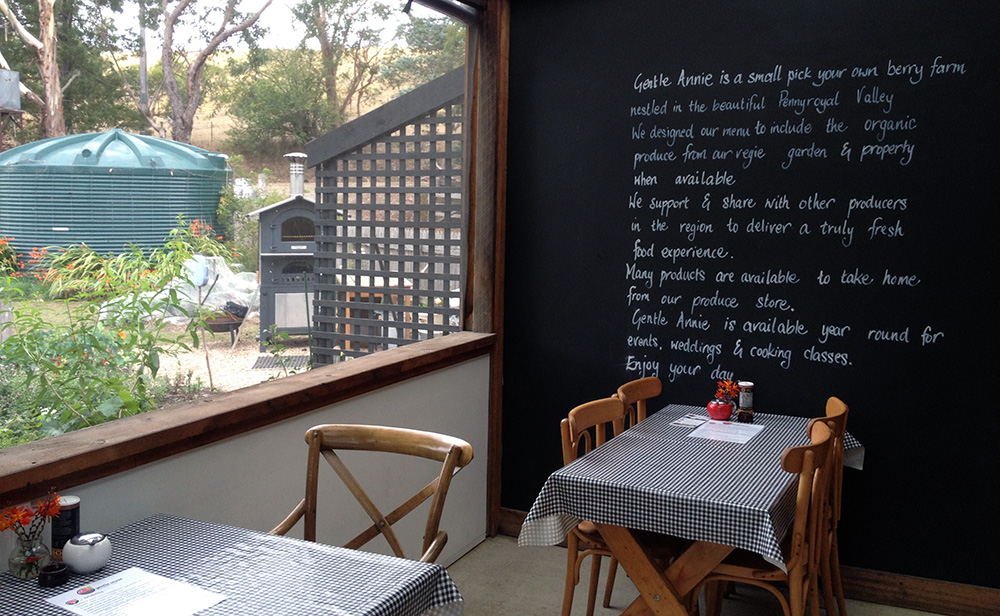 Gentle Annie is a small pick your own berry farm
nestled in the beautiful Pennyroyal Valley
We designed our menu to include the organic
produce from our vegie garden & property
when available
We support & share with other producers
in the region to deliver a truly fresh
food experience.
Many products are available to take home
from our produce store.
Gentle Annie is available year round for
events, weddings & cooking classes.
Enjoy your day